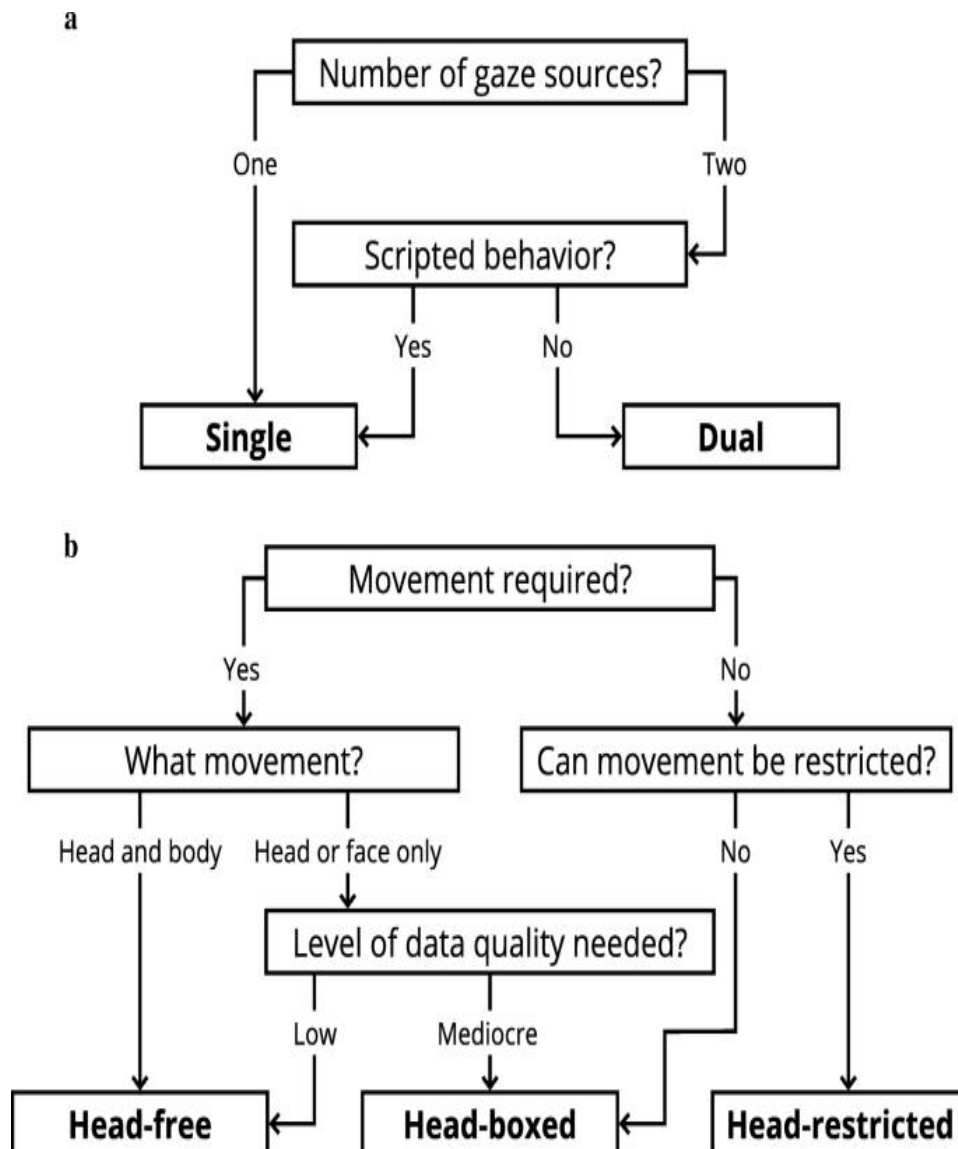 a
Number of gaze sources?
One
Two
Scripted behavior?
Yes
No
Single
Dual
b
Movement required?
Yes
No
What movement?
Can movement be restricted?
Head and body
Head or face only
No
Yes
Level of data quality needed?
Low
Mediocre
Head-free
Head-boxed
Head-restricted